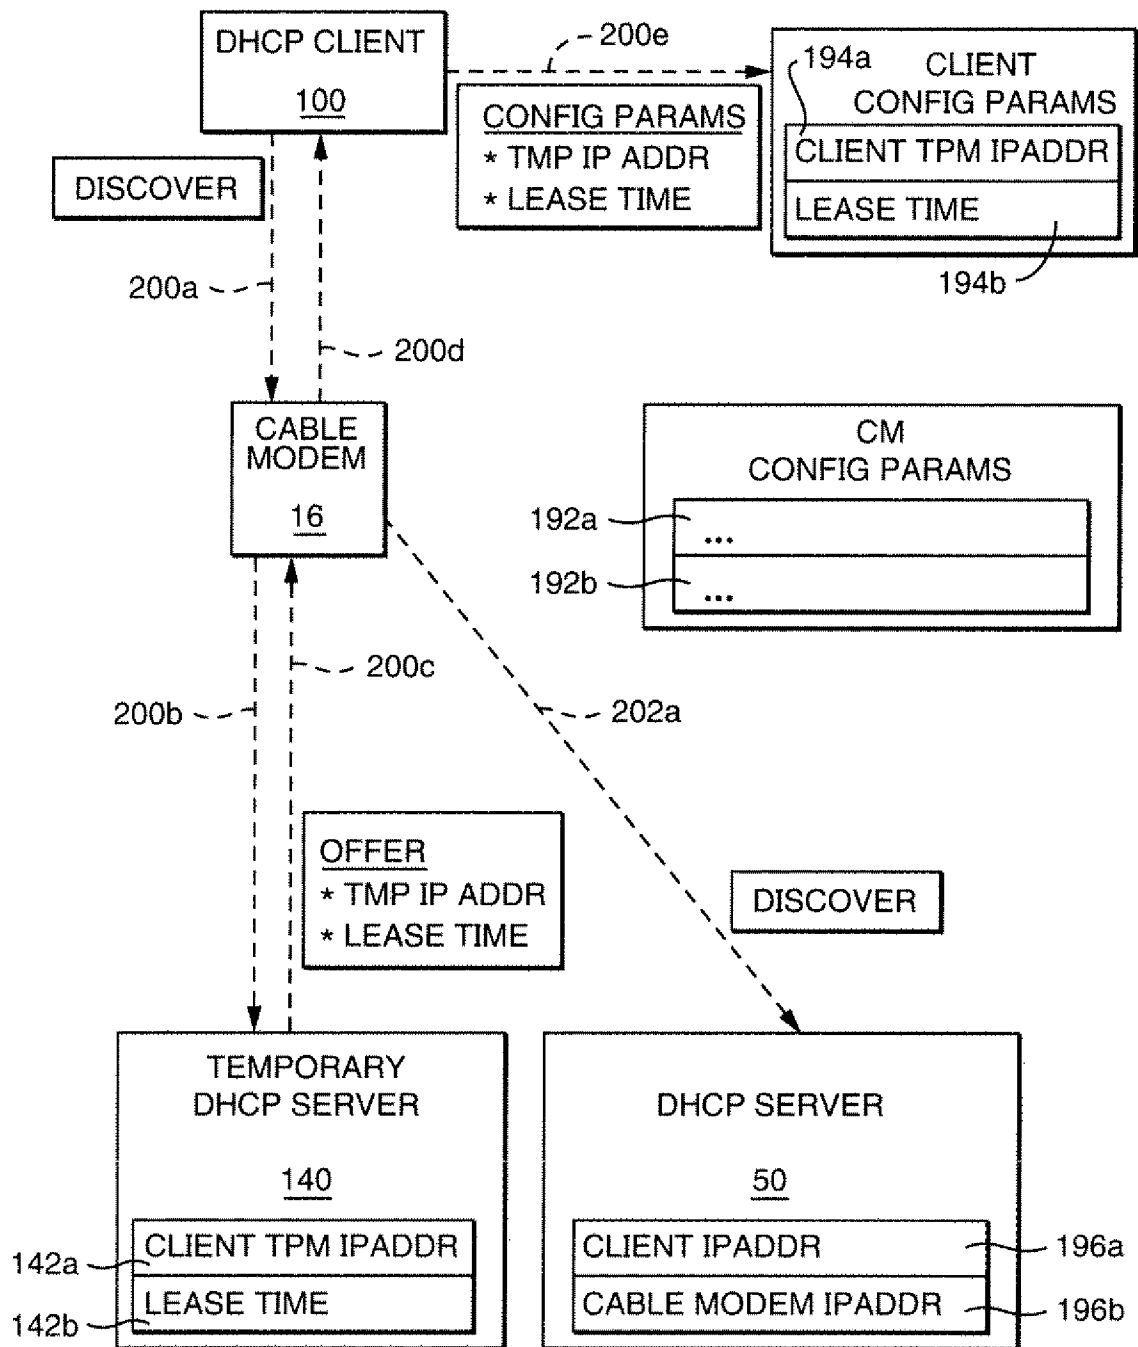 DHCP CLIENT
100
200e
194a
CLIENT
CONFIG PARAMS
CLIENT TPM IPADDR
LEASE TIME
194b
CONFIG PARAMS
* TMP IP ADDR
* LEASE TIME
DISCOVER
200a
200d
CABLE
MODEM
16
CM
CONFIG PARAMS
192a
...
192b
...
200c
200b
202a
OFFER
* TMP IP ADDR
* LEASE TIME
DISCOVER
TEMPORARY
DHCP SERVER
140
CLIENT TPM IPADDR
142a
LEASE TIME
142b
DHCP SERVER
50
CLIENT IPADDR
196a
CABLE MODEM IPADDR
196b